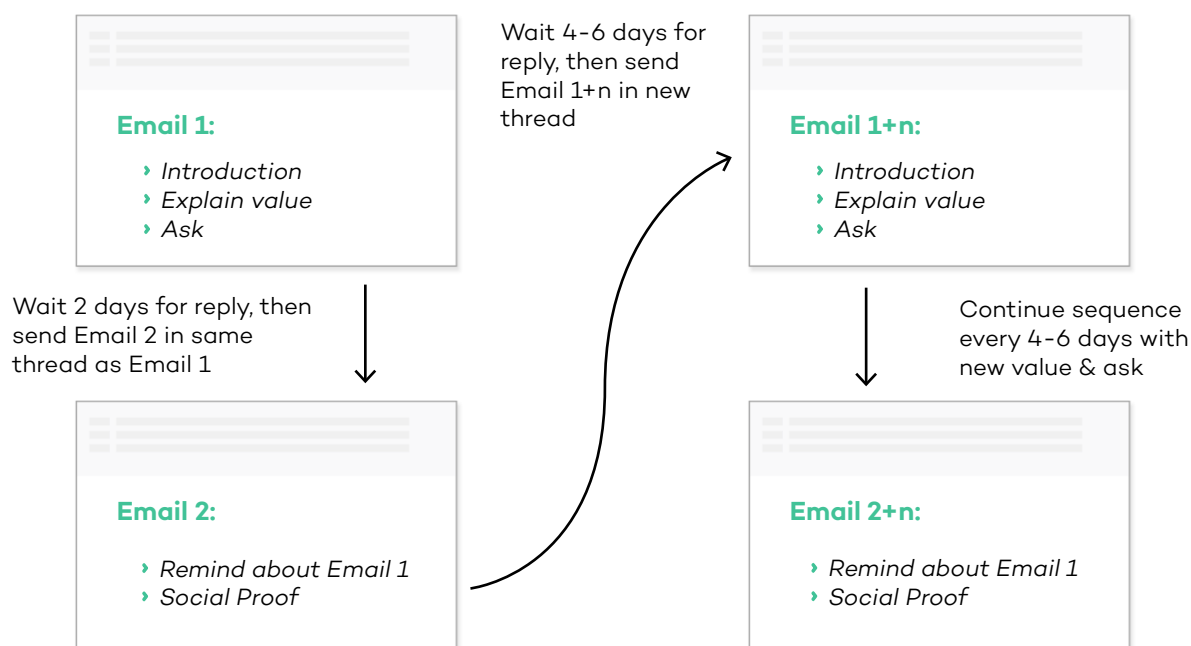 Email 1:
Introduction
Explain value
Ask
Wait 2 days for reply, then
send Email 2 in same
thread as Email 1
Email 2:
Remind about Email 1
Social Proof
Wait 4-6 days for
reply, then send
Email 1+n in new
thread
Email 1+n:
Introduction
Explain value
Ask
Continue sequence
every 4-6 days with
new value & ask
Email 2+n:
Remind about Email 1
Social Proof